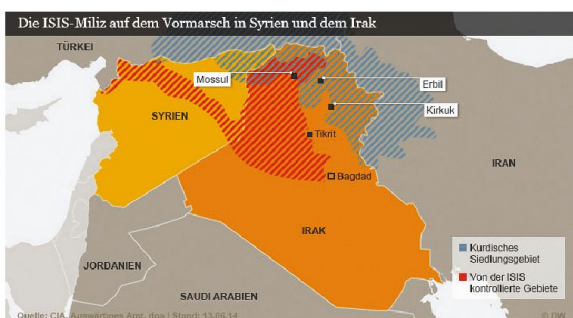 Die ISIS-Miliz auf dem Vormarsch in Syrien und dem Irak
TÜRKEI
Mossul
Erbil
Kirkuk
SYRIEN
Tikrit
IRAN
Bagdad
IRAK
JORDANIEN
SAUDI ARABIEN
Kurdisches
Siedlungsgebiet
Von der ISIS
kontrollierte Gebiete
Quelle: CIA, Auswärtiges Amt, dpa | Stand: 13.06.14
© DW